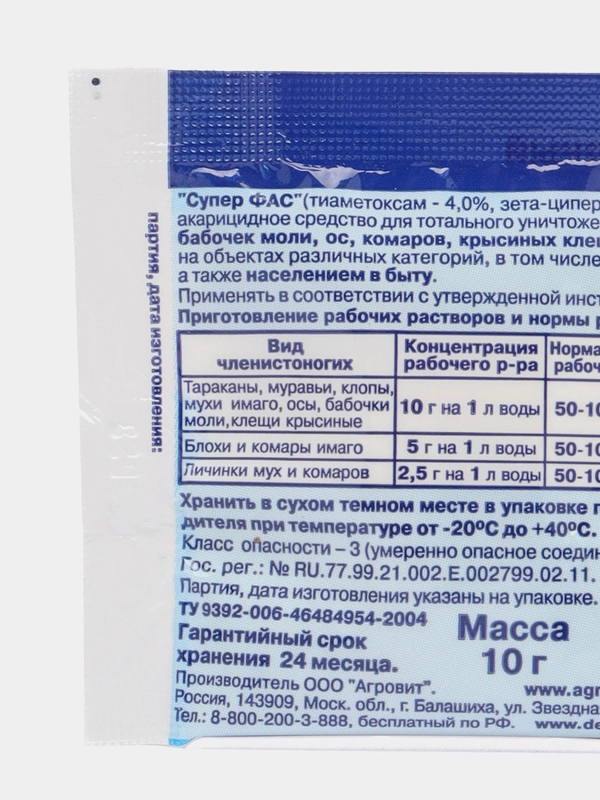 "Супер ФАС"(тиаметоксам - 4,0%, зета-ципер
акарицидное средство для тотального уничтоже
бабочек моли, ос, комаров, крысиных кле
на объектах различных категорий, в том числе
а также населением в быту.
Применять в соответствии с утвержденной инст
Приготовление рабочих растворов и нормы р
Вид членистоногих Концентрация рабочего р-ра Норма рабоч
Тараканы, муравьи, клопы,
мухи имаго, осы, бабочки 10 г на 1 л воды 50-10
моли,клещи крысиные
Блохи и комары имаго 5 г на 1 л воды 50-10
Личинки мух и комаров 2,5 г на 1 л воды 50-10
Хранить в сухом темном месте в упаковке п
дителя при температуре от -20ºС до +40ºС.
Класс опасности – 3 (умеренно опасное соедин
Гос. рег.: № RU.77.99.21.002.E.002799.02.11.
Партия, дата изготовления указаны на упаковке.
ТУ 9392-006-46484954-2004
Гарантийный срок
хранения 24 месяца.
Масса
10 г
Производитель ООО "Агровит". www.agr
Россия, 143909, Моск. обл., г. Балашиха, ул. Звездна
Тел.: 8-800-200-3-888, бесплатный по РФ. www.de
партия, дата изготовления: